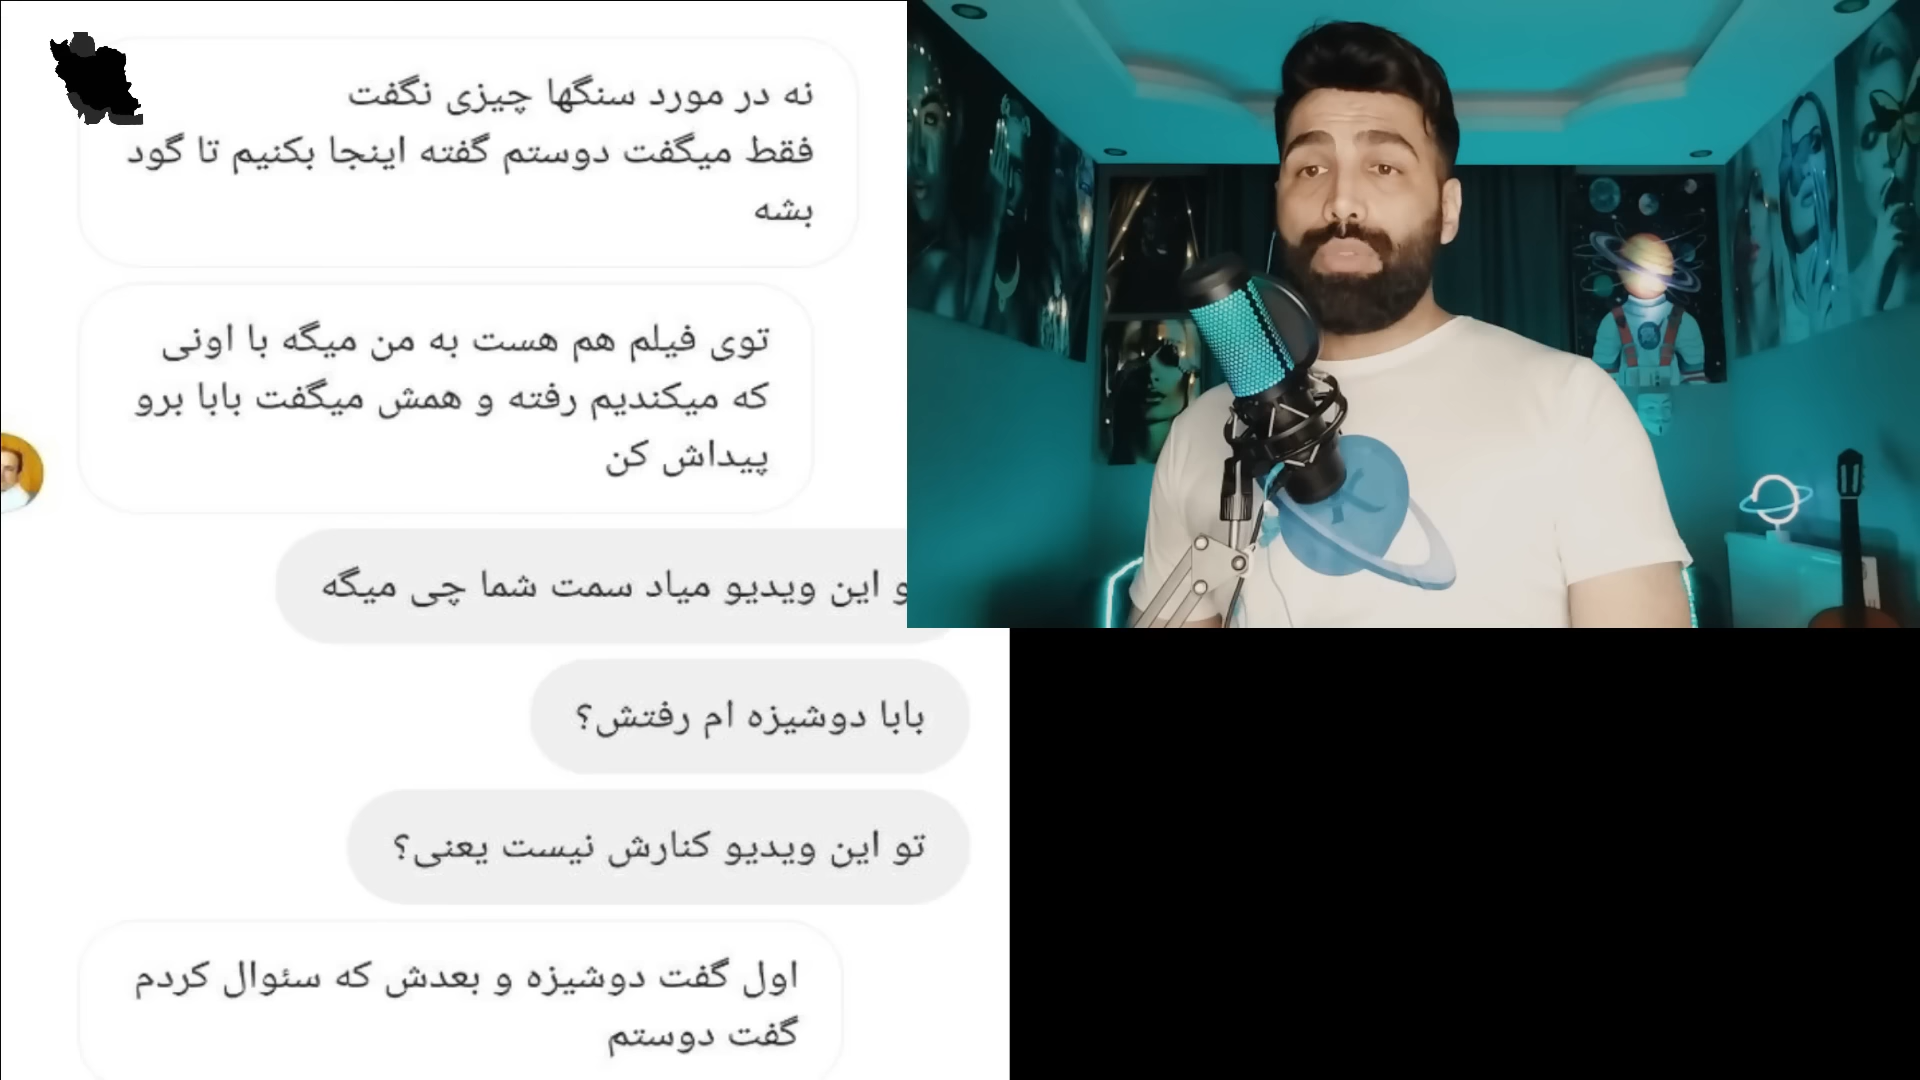 نه در مورد سنگها چیزی نگفت
فقط میگفت دوستم گفته اینجا بکنیم تا گود
بشه
توی فیلم هم هست به من میگه با اونی
که میکندیم رفته و همش میگفت بابا برو
پیداش کن
و این ویدیو میاد سمت شما چی میگه
بابا دوشیزه ام رفتش؟
تو این ویدیو کنارش نیست یعنی؟
اول گفت دوشیزه و بعدش که سئوال کردم
گفت دوستم